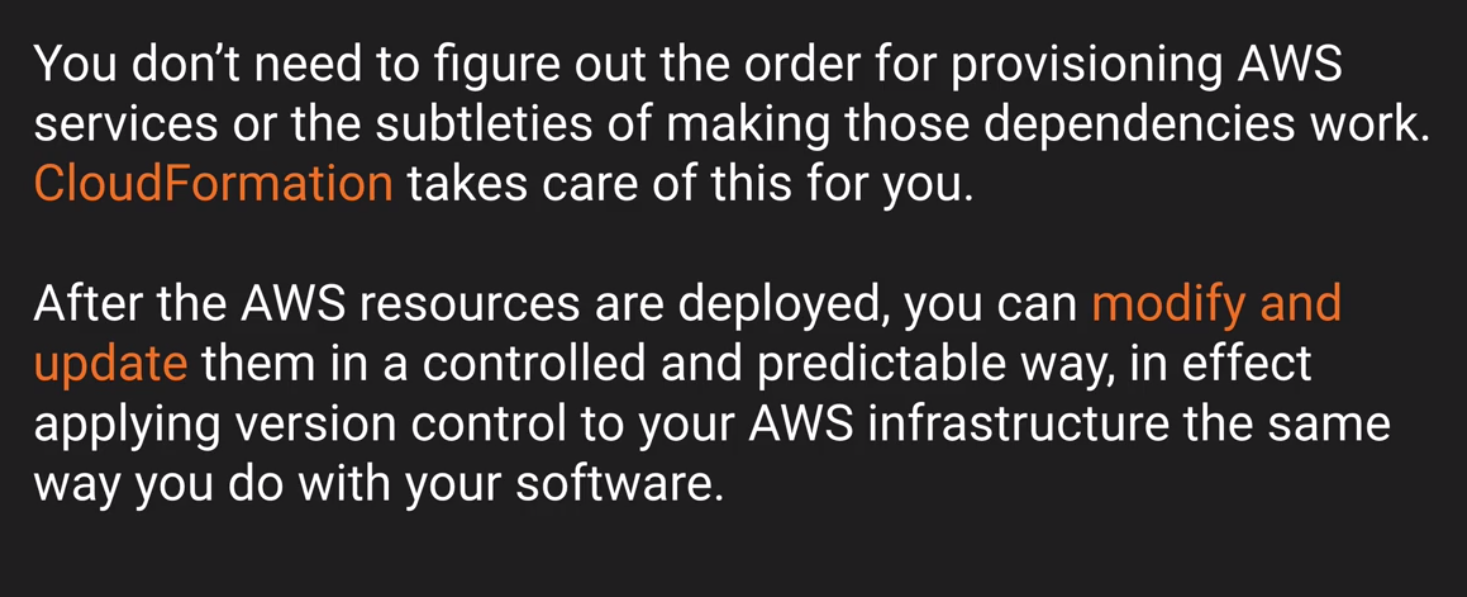 You don’t need to figure out the order for provisioning AWS
services or the subtleties of making those dependencies work.
CloudFormation takes care of this for you.
After the AWS resources are deployed, you can modify and
update them in a controlled and predictable way, in effect
applying version control to your AWS infrastructure the same
way you do with your software.